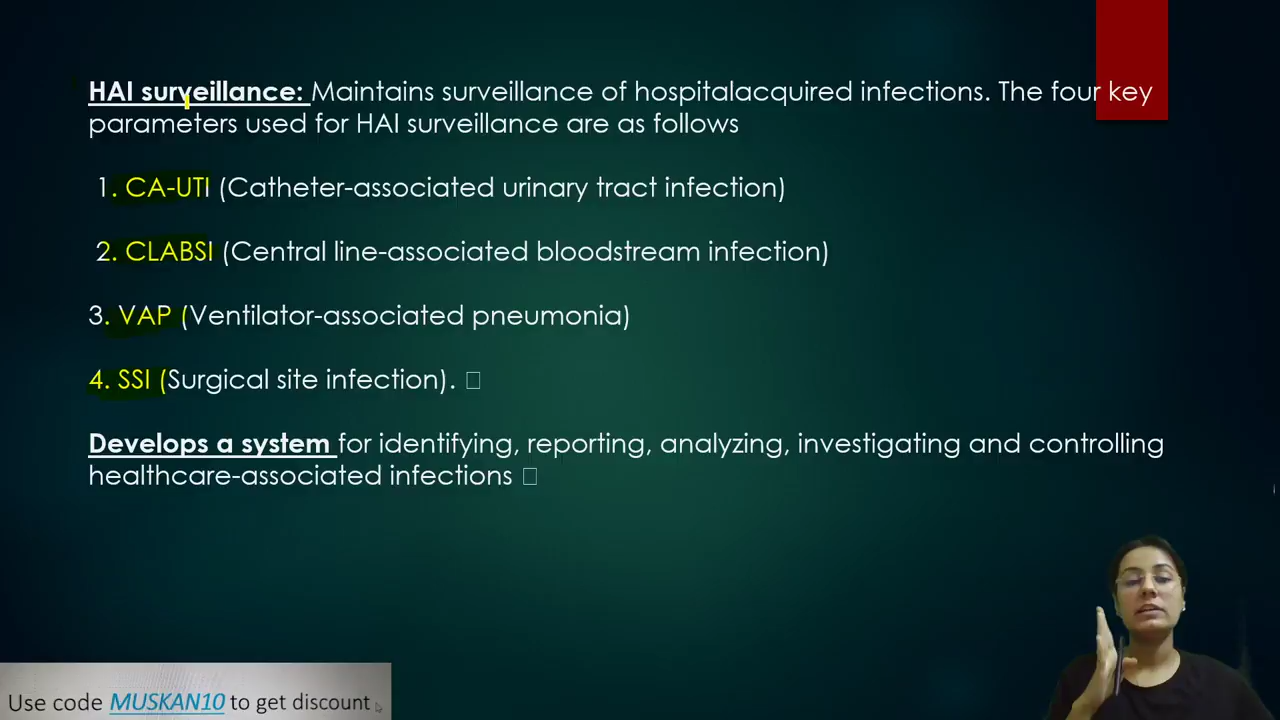 HAI surveillance: Maintains surveillance of hospitalacquired infections. The four key
parameters used for HAI surveillance are as follows
1. CA-UTI (Catheter-associated urinary tract infection)
2. CLABSI (Central line-associated bloodstream infection)
3. VAP (Ventilator-associated pneumonia)
4. SSI (Surgical site infection). 
Develops a system for identifying, reporting, analyzing, investigating and controlling
healthcare-associated infections 
Use code MUSKAN10 to get discount